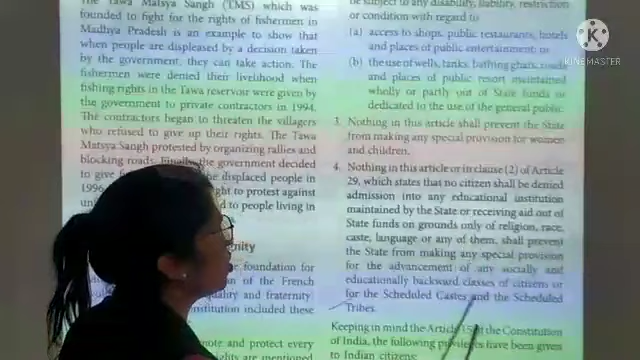 The Tawa Matsya Sangh (TMS) which was
founded to fight for the rights of fishermen in
Madhya Pradesh is an example to show that
when people are displeased by a decision taken
by the government, they can take action. The
fishermen were denied their livelihood when
fishing rights in the Tawa reservoir were given by
the government to private contractors in 1994.
The contractors began to threaten the villagers
who refused to give up their rights. The Tawa
Matsya Sangh protested by organizing rallies and
blocking roads. Finally, the government decided
to give he displaced people in
1996 ght to protest against
d to people living in
gnity
foundation for
n of the French
quality and fraternity
nstitution included these
mote and protect every
ights are mentioned
be subject to any disability, liability, restriction
or condition with regard to
(a) access to shops, public restaurants, hotels
and places of public entertainment; or
(b) the use of wells, tanks, bathing ghats, roads
and places of public resort maintained
wholly or partly out of State funds or
dedicated to the use of the general public.
3. Nothing in this article shall prevent the State
from making any special provision for women
and children.
4. Nothing in this article or in clause (2) of Article
29, which states that no citizen shall be denied
admission into any educational institution
maintained by the State or receiving aid out of
State funds on grounds only of religion, race,
caste, language or any of them, shall prevent
the State from making any special provision
for the advancement of any socially and
educationally backward classes of citizens or
for the Scheduled Castes and the Scheduled
Tribes.
Keeping in mind the Article 15 of the Constitution
of India, the following privileges have been given
to Indian citizens:
KINEMASTER